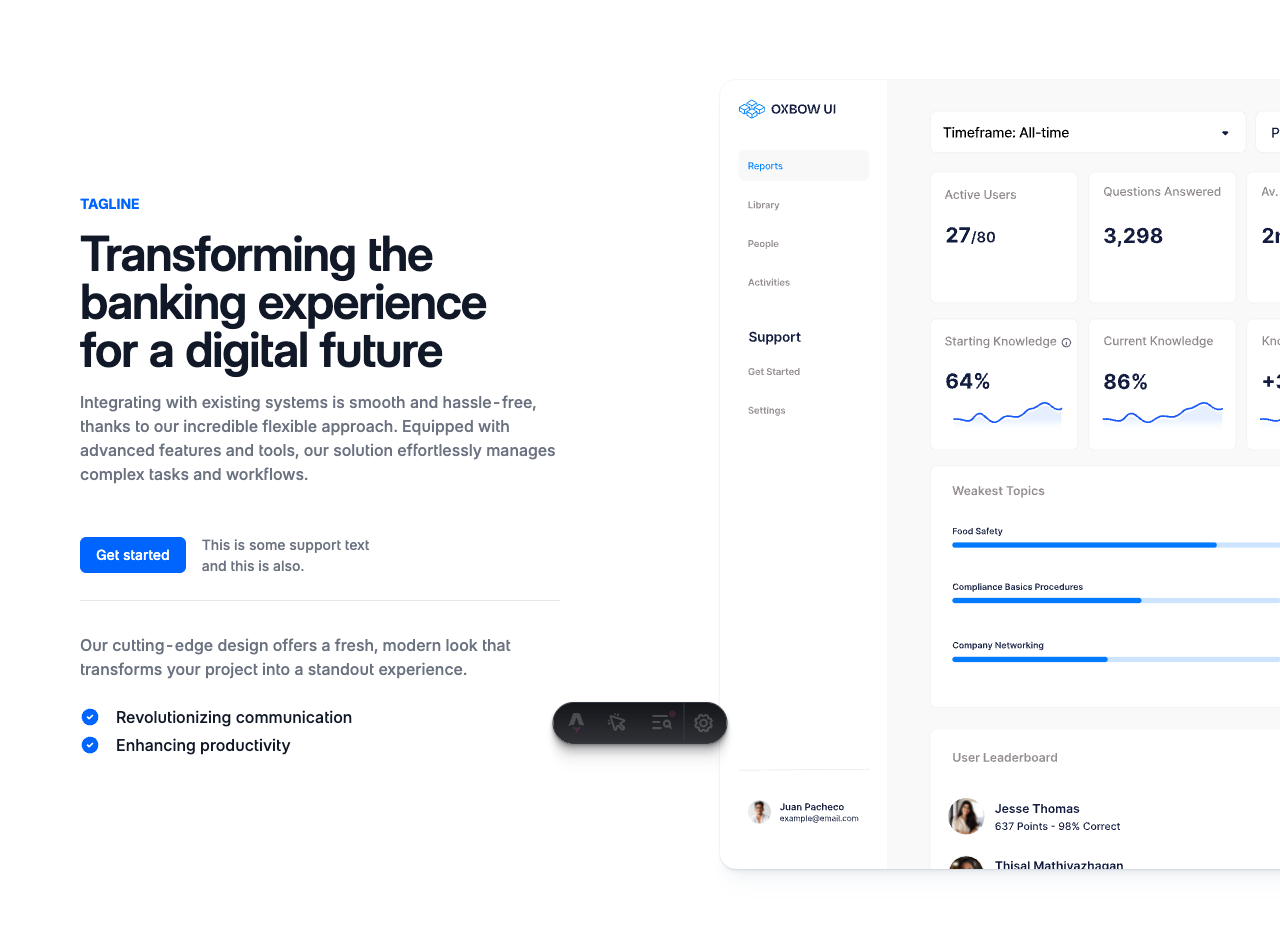 TAGLINE
Transforming the
banking experience
for a digital future
Integrating with existing systems is smooth and hassle-free,
thanks to our incredible flexible approach. Equipped with
advanced features and tools, our solution effortlessly manages
complex tasks and workflows.
Get started
This is some support text
and this is also.
Our cutting-edge design offers a fresh, modern look that
transforms your project into a standout experience.
Revolutionizing communication
Enhancing productivity
OXBOW UI
Reports
Library
People
Activities
Support
Get Started
Settings
Juan Pacheco
example@email.com
Timeframe: All-time
Active Users
27/80
Questions Answered
3,298
Av.
Starting Knowledge
64%
Current Knowledge
86%
Weakest Topics
Food Safety
Compliance Basics Procedures
Company Networking
User Leaderboard
Jesse Thomas
637 Points - 98% Correct
Thisal Mathiyazhagan